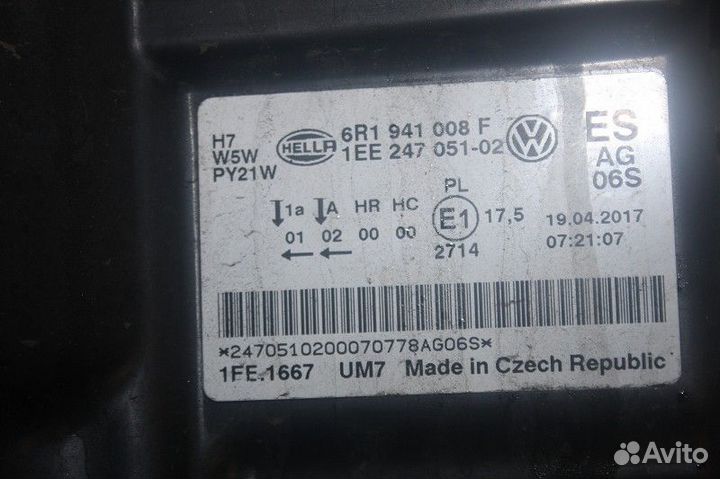 H7
W5W
PY21W
HELLA
6R1 941 008 F
1EE 247 051-02
VW
ES
AG
06S
1a A HR HC
01 02 00 00
PL
E1 17,5
2714
19.04.2017
07:21:07
*2470510200070778AG06S*
1FE.1667 UM7 Made in Czech Republic
Avito